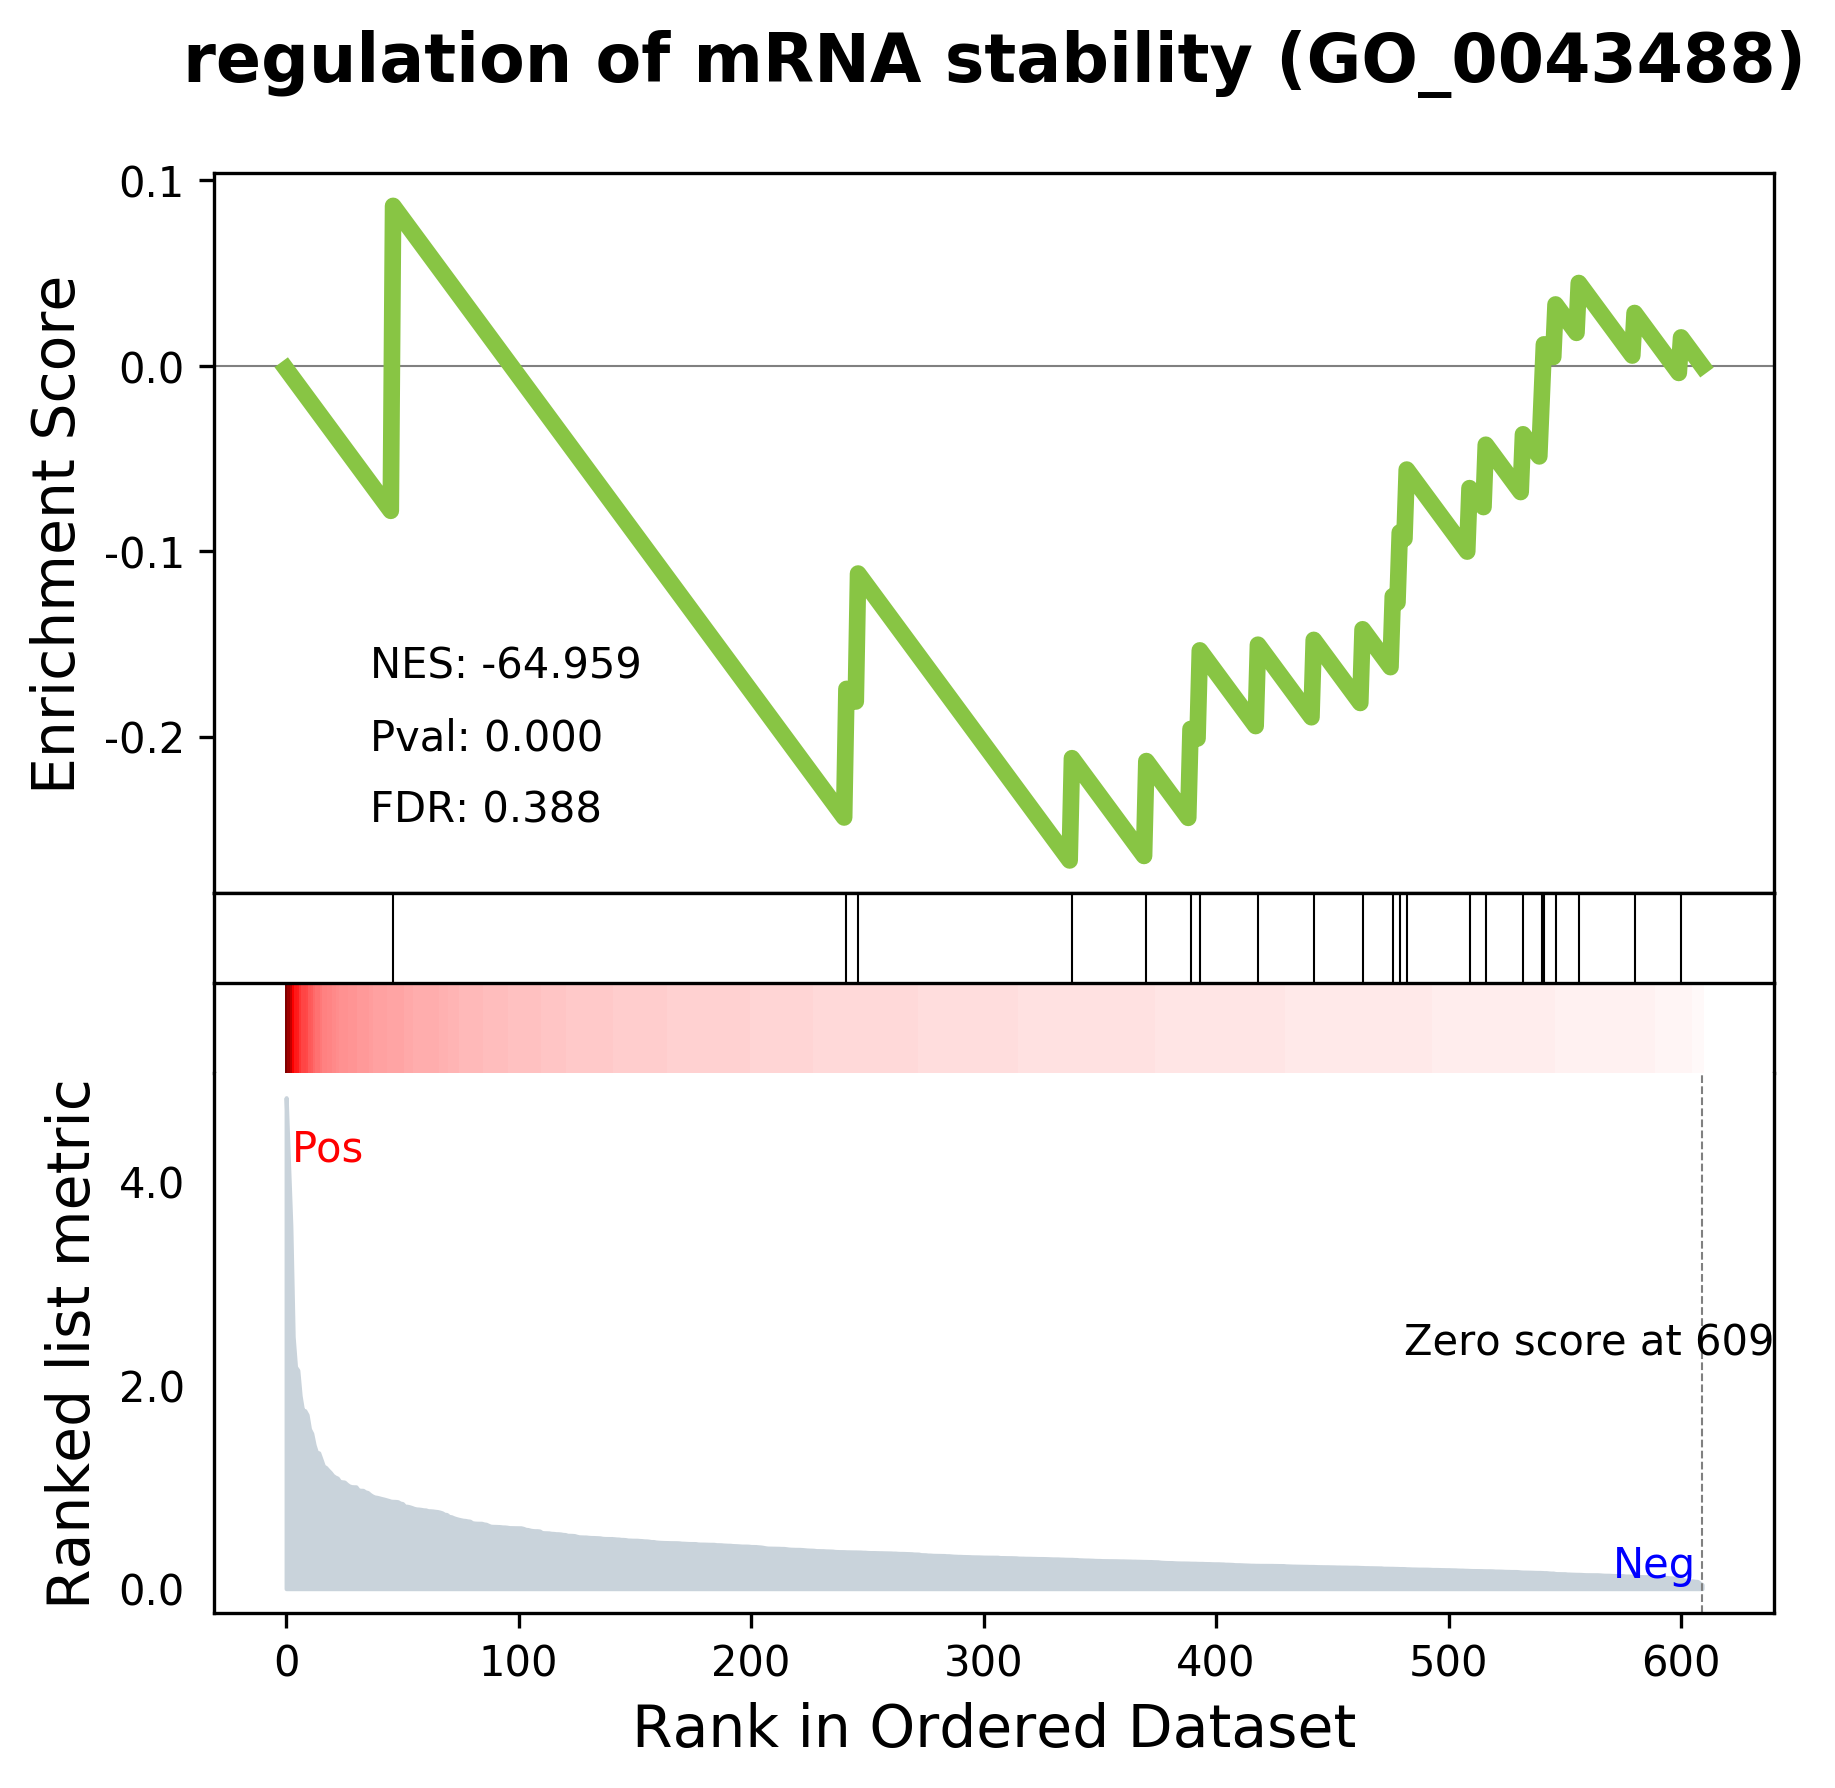 regulation of mRNA stability (GO_0043488)
Enrichment Score
0.1
0.0
-0.1
-0.2
NES: -64.959
Pval: 0.000
FDR: 0.388
Ranked list metric
4.0
2.0
0.0
Pos
Zero score at 609
Neg
0 100 200 300 400 500 600
Rank in Ordered Dataset